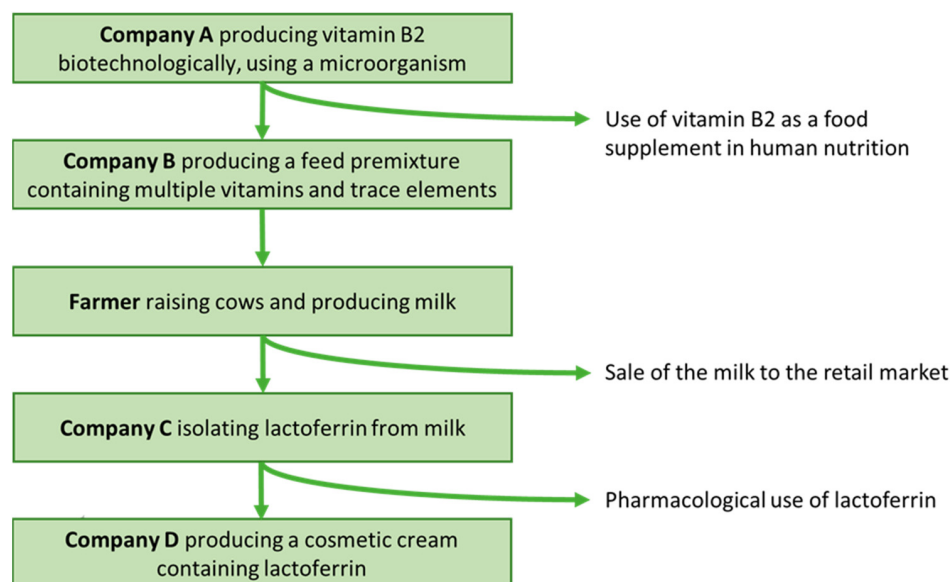 Company A producing vitamin B2
biotechnologically, using a microorganism
Use of vitamin B2 as a food
supplement in human nutrition
Company B producing a feed premixture
containing multiple vitamins and trace elements
Farmer raising cows and producing milk
Sale of the milk to the retail market
Company C isolating lactoferrin from milk
Pharmacological use of lactoferrin
Company D producing a cosmetic cream
containing lactoferrin